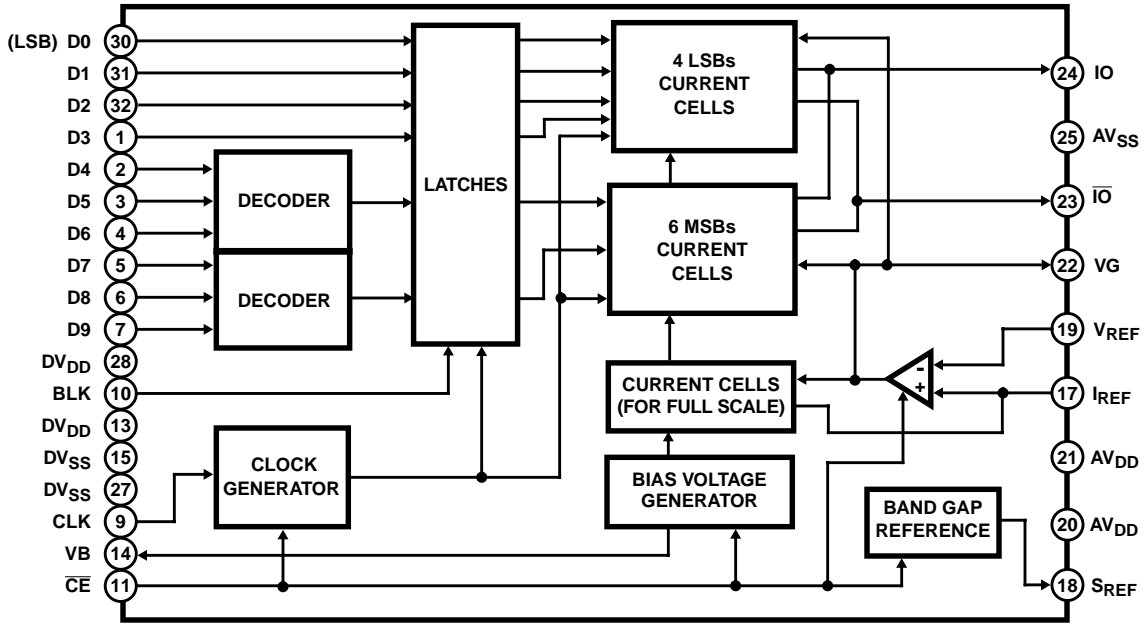 (LSB) D0 30
D1 31
D2 32
D3 1
D4 2
D5 3
D6 4
D7 5
D8 6
D9 7
DVDD 28
BLK 10
DVDD 13
DVSS 15
DVSS 27
CLK 9
VB 14
CE 11
DECODER
DECODER
CLOCK
GENERATOR
LATCHES
4 LSBs
CURRENT
CELLS
6 MSBs
CURRENT
CELLS
CURRENT CELLS
(FOR FULL SCALE)
BIAS VOLTAGE
GENERATOR
-
+
BAND GAP
REFERENCE
24 IO
25 AVSS
23 IO
22 VG
19 VREF
17 IREF
21 AVDD
20 AVDD
18 SREF